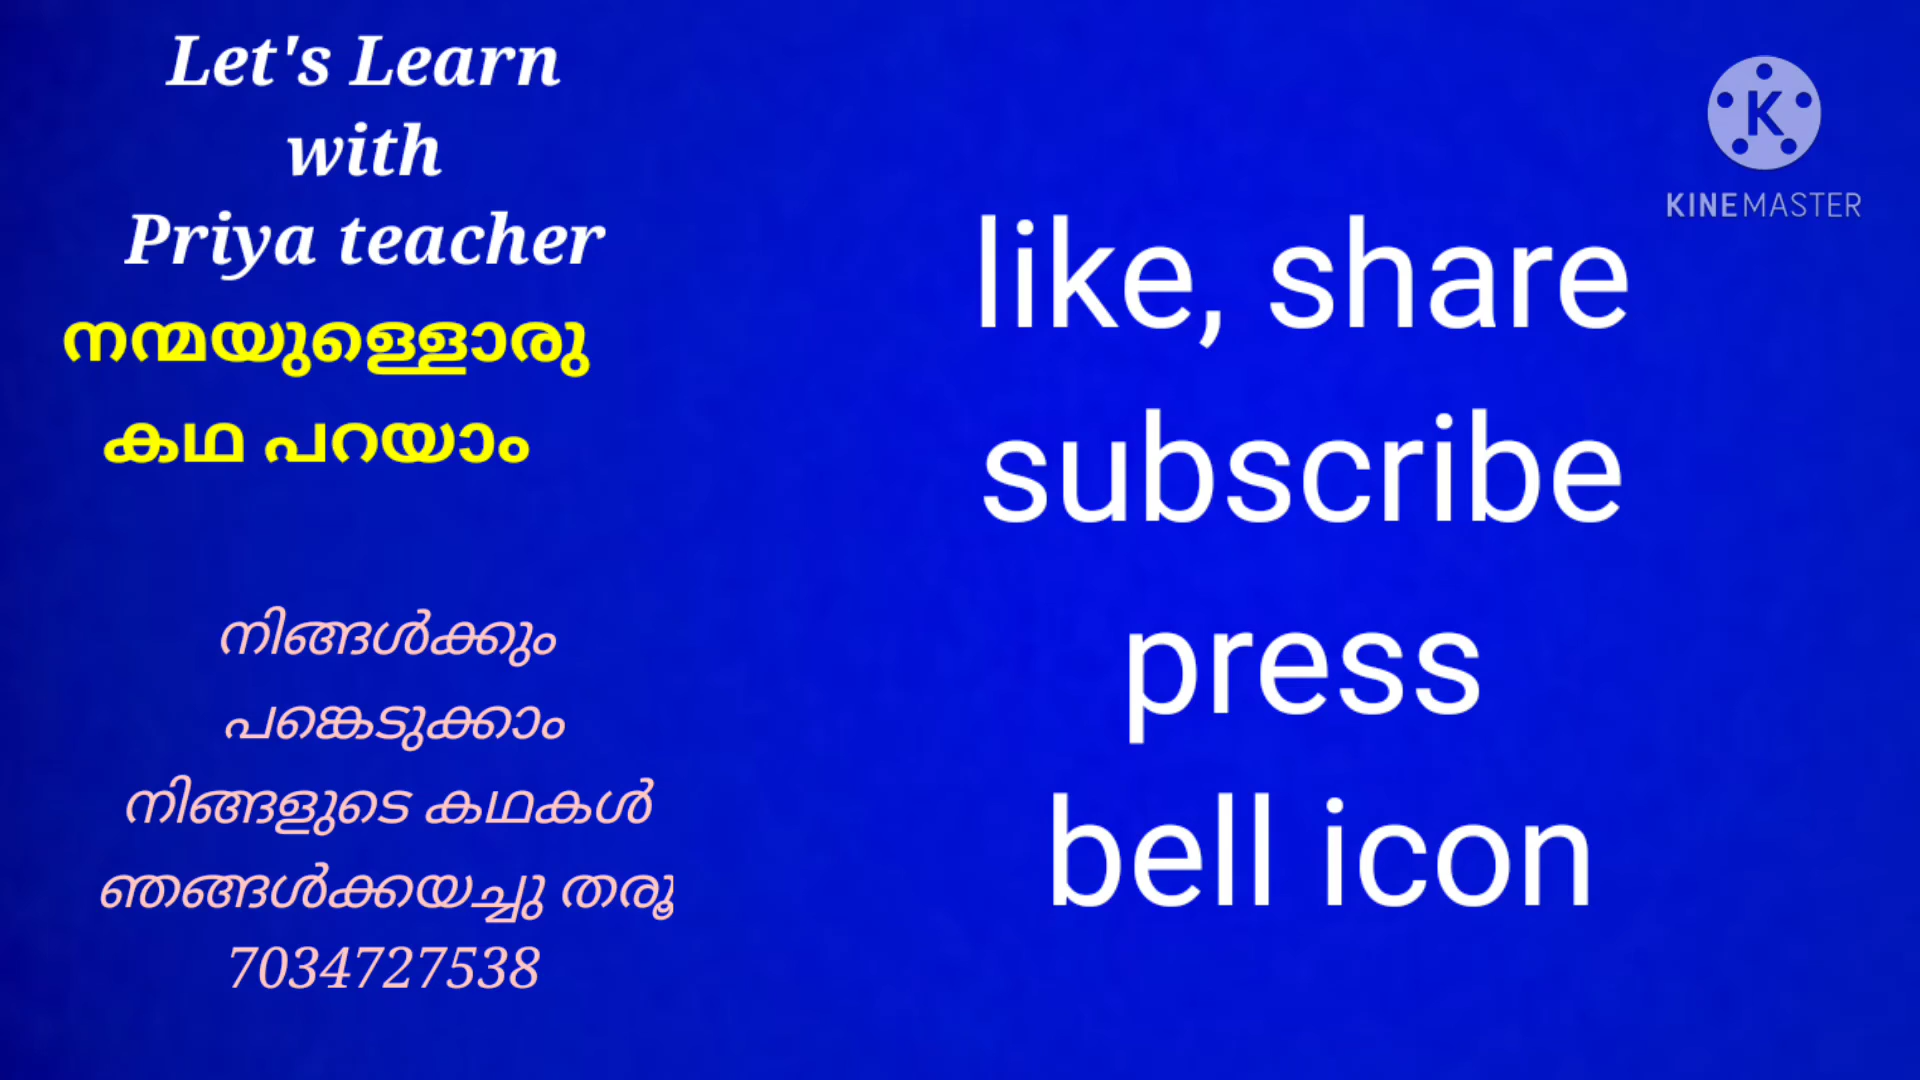 Let's Learn
with
Priya teacher
നന്മയുള്ളൊരു
കഥ പറയാം
നിങ്ങൾക്കും
പങ്കെടുക്കാം
നിങ്ങളുടെ കഥകൾ
ഞങ്ങൾക്കയച്ചു തരൂ
7034727538
like, share
subscribe
press
bell icon
K
KINEMASTER